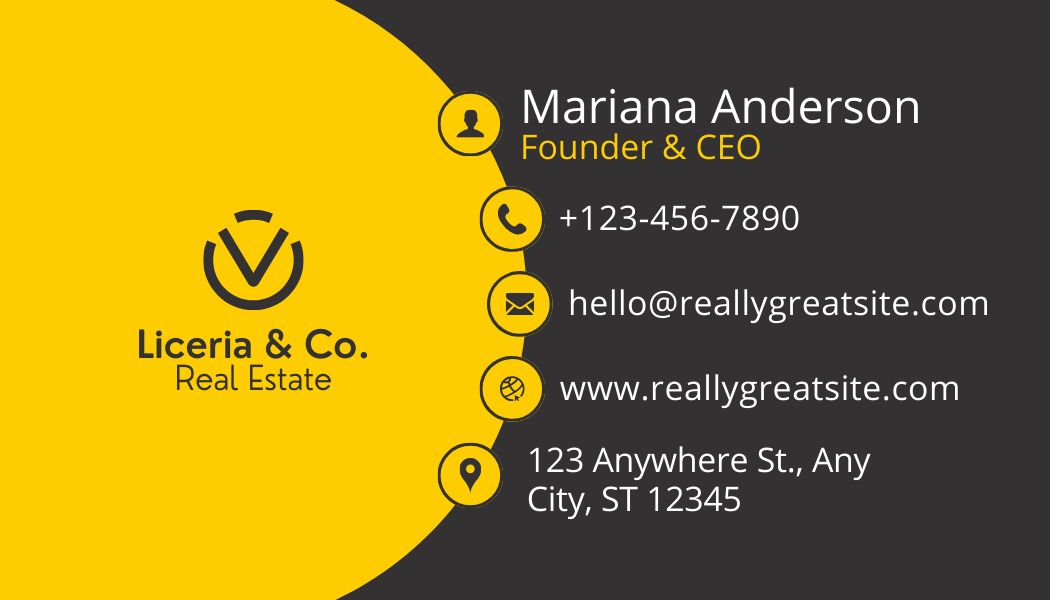 Liceria & Co.
Real Estate
Mariana Anderson
Founder & CEO
+123-456-7890
hello@reallygreatsite.com
www.reallygreatsite.com
123 Anywhere St., Any
City, ST 12345